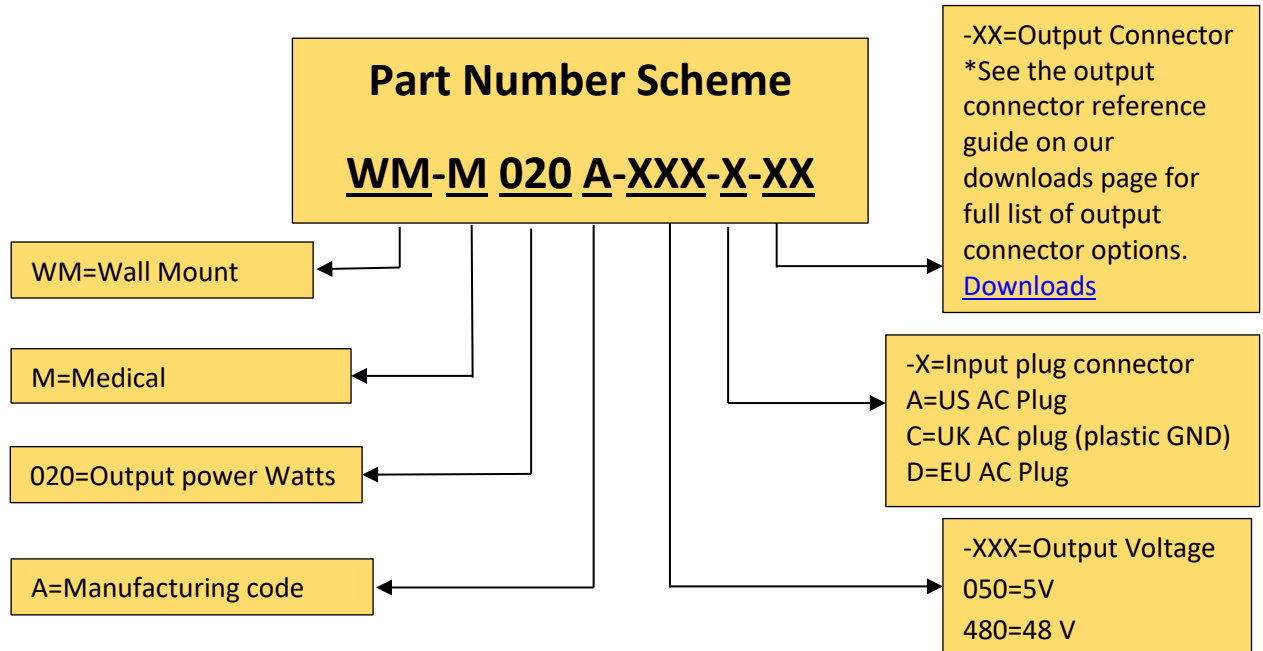 Part Number Scheme
WM-M 020 A-XXX-X-XX
WM=Wall Mount
M=Medical
020=Output power Watts
A=Manufacturing code
-XX=Output Connector
*See the output
connector reference
guide on our
downloads page for
full list of output
connector options.
Downloads
-X=Input plug connector
A=US AC Plug
C=UK AC plug (plastic GND)
D=EU AC Plug
-XXX=Output Voltage
050=5V
480=48 V